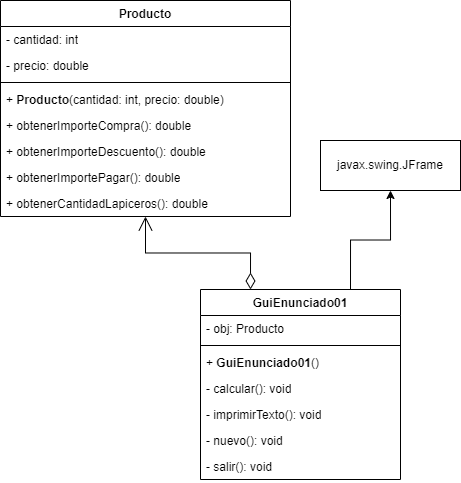 Producto
- cantidad: int
- precio: double
+ Producto(cantidad: int, precio: double)
+ obtenerImporteCompra(): double
+ obtenerImporteDescuento(): double
+ obtenerImportePagar(): double
+ obtenerCantidadLapiceros(): double
javax.swing.JFrame
GuiEnunciado01
- obj: Producto
+ GuiEnunciado01()
- calcular(): void
- imprimirTexto(): void
- nuevo(): void
- salir(): void